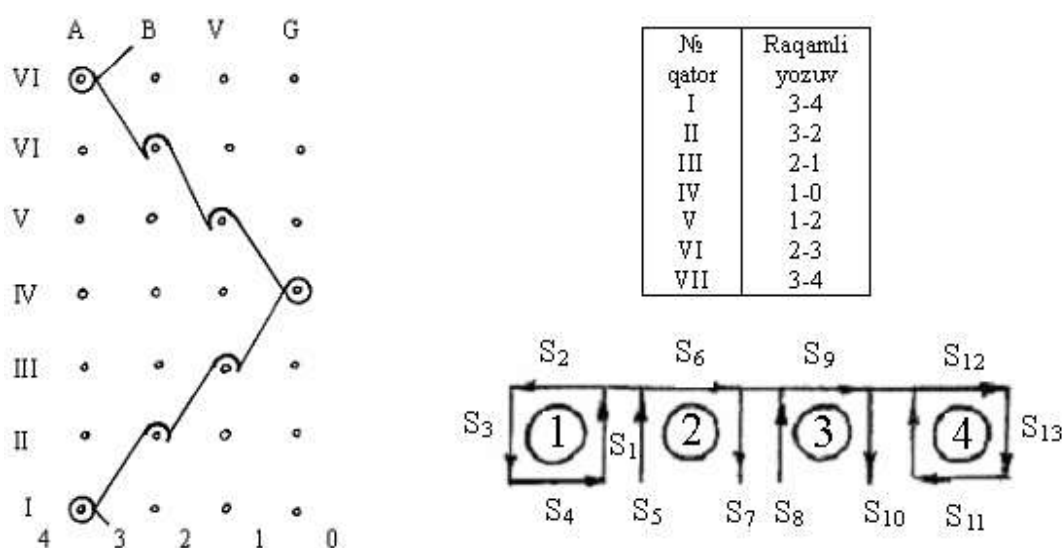 A B V G
VI
VI
V
IV
III
II
I
4 3 2 1 0
№ qator Raqamli yozuv
I 3-4
II 3-2
III 2-1
IV 1-0
V 1-2
VI 2-3
VII 3-4
S2 S6 S9 S12
S3 1 S1 2 3 4 S13
S4 S5 S7 S8 S10 S11